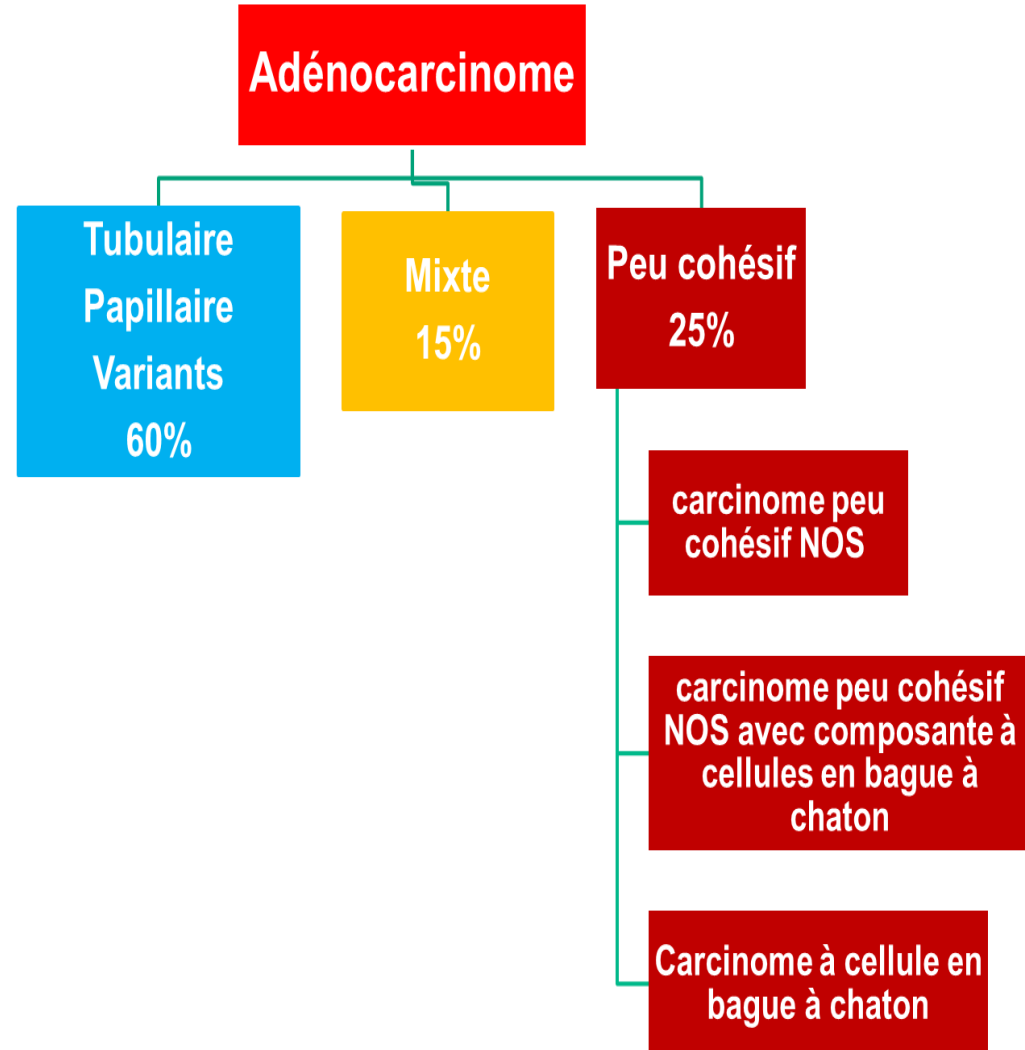 Adénocarcinome
Tubulaire
Papillaire
Variants
60%
Mixte
15%
Peu cohésif
25%
carcinome peu
cohésif NOS
carcinome peu cohésif
NOS avec composante à
cellules en bague à
chaton
Carcinome à cellule en
bague à chaton